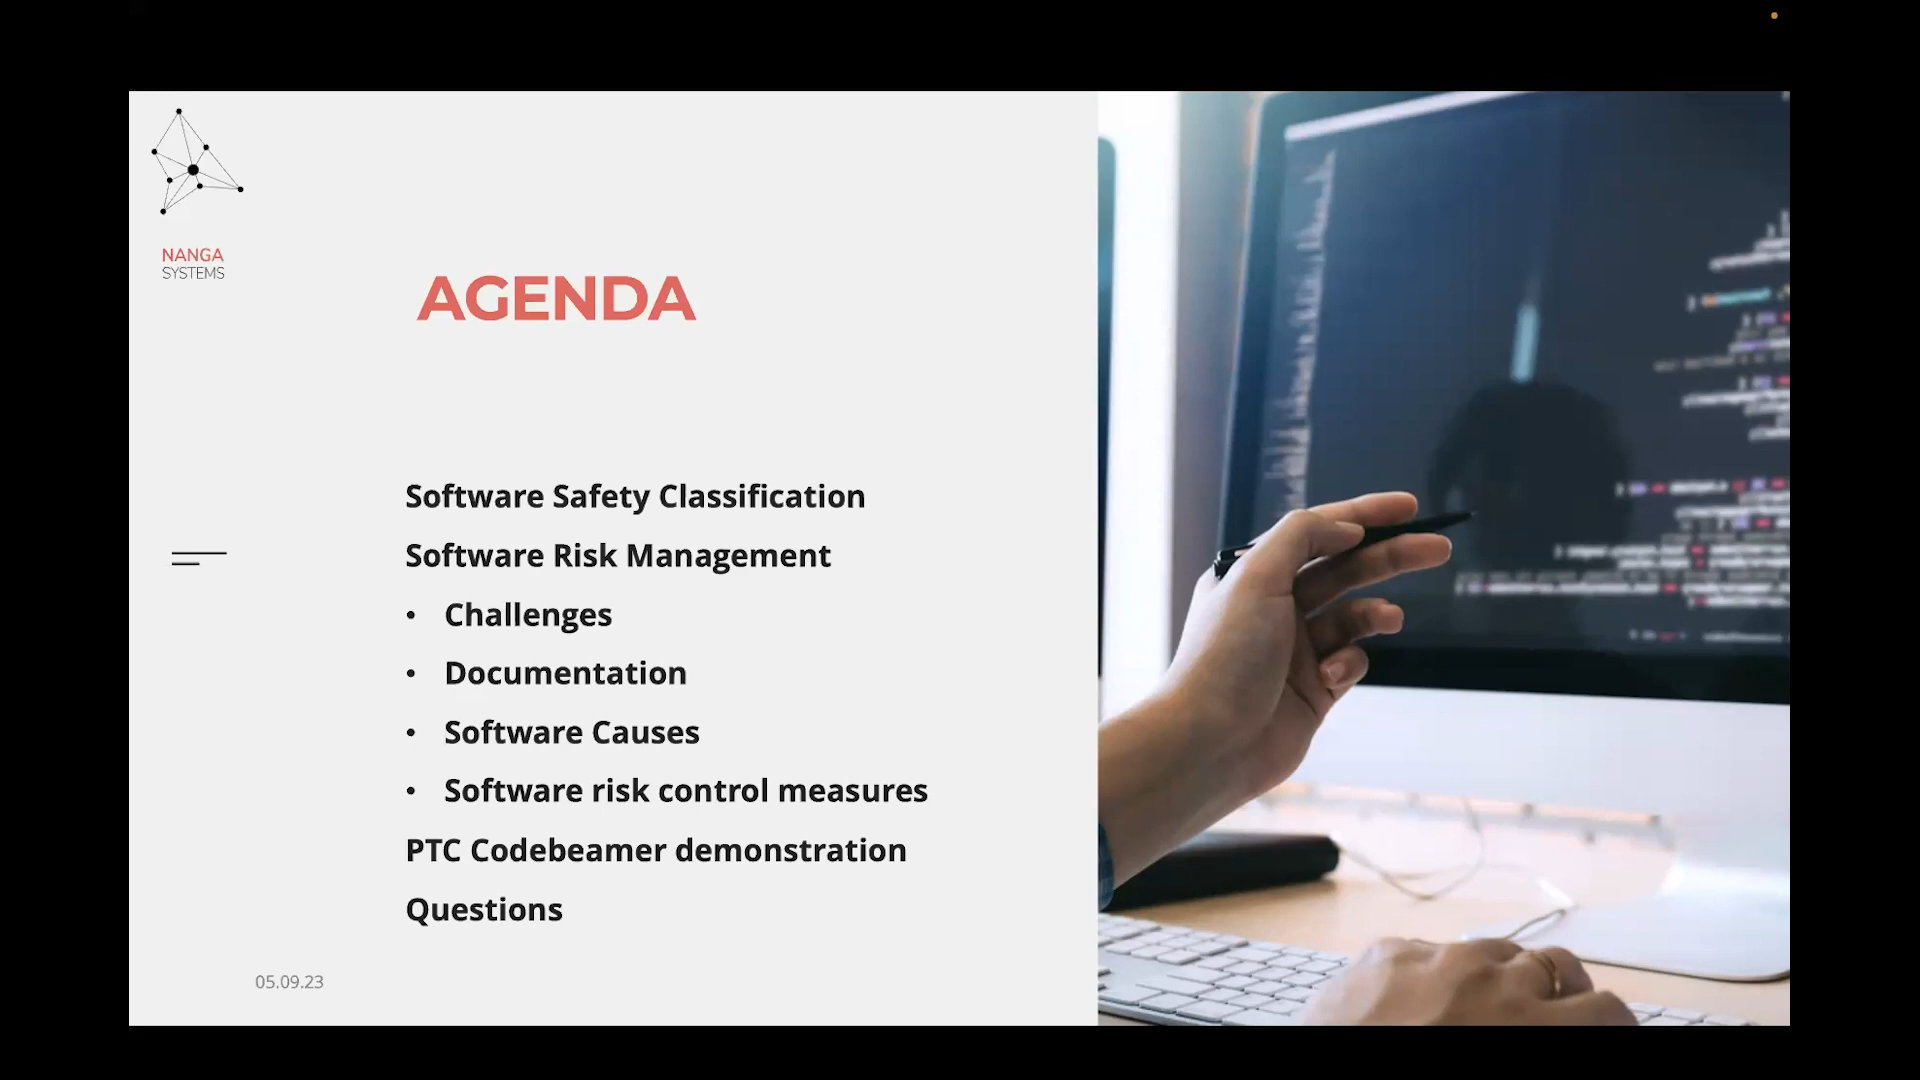 NANGA
SYSTEMS
AGENDA
Software Safety Classification
Software Risk Management
• Challenges
• Documentation
• Software Causes
• Software risk control measures
PTC Codebeamer demonstration
Questions
05.09.23